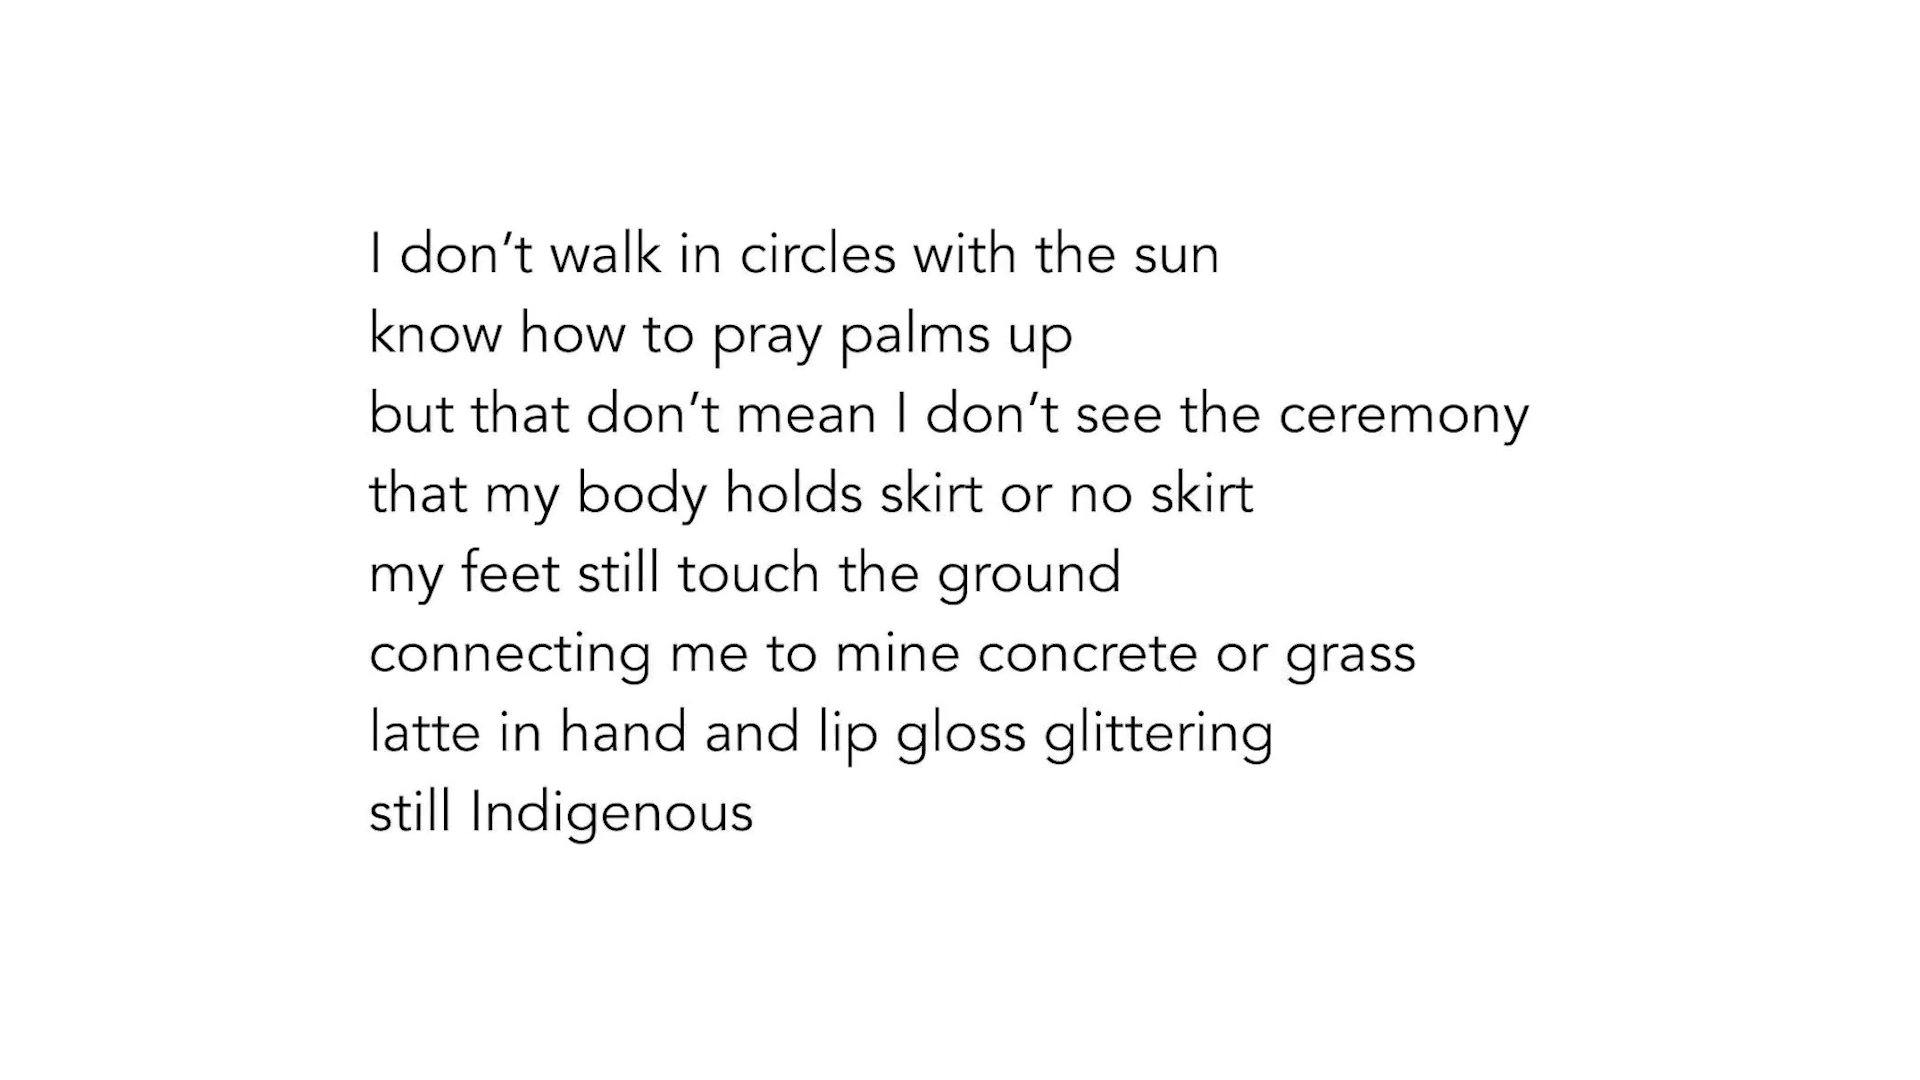 I don’t walk in circles with the sun
know how to pray palms up
but that don’t mean I don’t see the ceremony
that my body holds skirt or no skirt
my feet still touch the ground
connecting me to mine concrete or grass
latte in hand and lip gloss glittering
still Indigenous